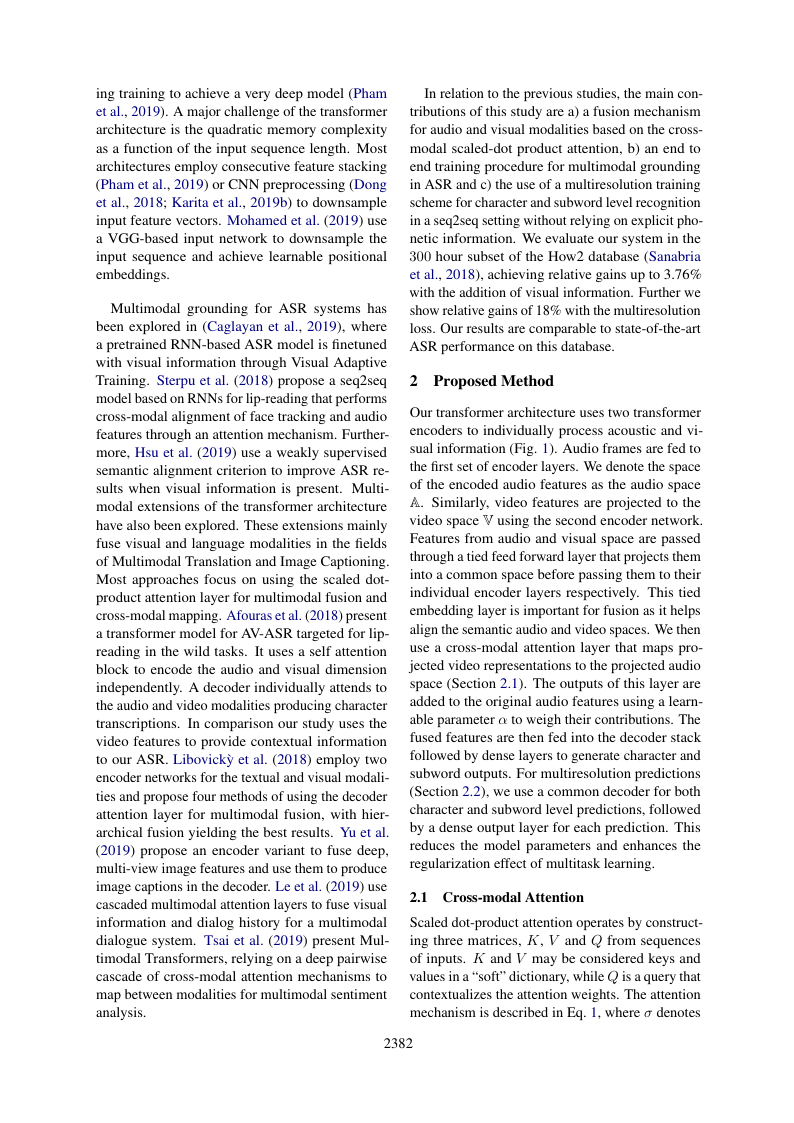 ing training to achieve a very deep model (Pham
et al., 2019). A major challenge of the transformer
architecture is the quadratic memory complexity
as a function of the input sequence length. Most
architectures employ consecutive feature stacking
(Pham et al., 2019) or CNN preprocessing (Dong
et al., 2018; Karita et al., 2019b) to downsample
input feature vectors. Mohamed et al. (2019) use
a VGG-based input network to downsample the
input sequence and achieve learnable positional
embeddings.
Multimodal grounding for ASR systems has
been explored in (Caglayan et al., 2019), where
a pretrained RNN-based ASR model is finetuned
with visual information through Visual Adaptive
Training. Sterpu et al. (2018) propose a seq2seq
model based on RNNs for lip-reading that performs
cross-modal alignment of face tracking and audio
features through an attention mechanism. Further-
more, Hsu et al. (2019) use a weakly supervised
semantic alignment criterion to improve ASR re-
sults when visual information is present. Multi-
modal extensions of the transformer architecture
have also been explored. These extensions mainly
fuse visual and language modalities in the fields
of Multimodal Translation and Image Captioning.
Most approaches focus on using the scaled dot-
product attention layer for multimodal fusion and
cross-modal mapping. Afouras et al. (2018) present
a transformer model for AV-ASR targeted for lip-
reading in the wild tasks. It uses a self attention
block to encode the audio and visual dimension
independently. A decoder individually attends to
the audio and video modalities producing character
transcriptions. In comparison our study uses the
video features to provide contextual information
to our ASR. Libovickỳ et al. (2018) employ two
encoder networks for the textual and visual modali-
ties and propose four methods of using the decoder
attention layer for multimodal fusion, with hier-
archical fusion yielding the best results. Yu et al.
(2019) propose an encoder variant to fuse deep,
multi-view image features and use them to produce
image captions in the decoder. Le et al. (2019) use
cascaded multimodal attention layers to fuse visual
information and dialog history for a multimodal
dialogue system. Tsai et al. (2019) present Mul-
timodal Transformers, relying on a deep pairwise
cascade of cross-modal attention mechanisms to
map between modalities for multimodal sentiment
analysis.
In relation to the previous studies, the main con-
tributions of this study are a) a fusion mechanism
for audio and visual modalities based on the cross-
modal scaled-dot product attention, b) an end to
end training procedure for multimodal grounding
in ASR and c) the use of a multiresolution training
scheme for character and subword level recognition
in a seq2seq setting without relying on explicit pho-
netic information. We evaluate our system in the
300 hour subset of the How2 database (Sanabria
et al., 2018), achieving relative gains up to 3.76%
with the addition of visual information. Further we
show relative gains of 18% with the multiresolution
loss. Our results are comparable to state-of-the-art
ASR performance on this database.
2 Proposed Method
Our transformer architecture uses two transformer
encoders to individually process acoustic and vi-
sual information (Fig. 1). Audio frames are fed to
the first set of encoder layers. We denote the space
of the encoded audio features as the audio space
𝔸. Similarly, video features are projected to the
video space 𝕍 using the second encoder network.
Features from audio and visual space are passed
through a tied feed forward layer that projects them
into a common space before passing them to their
individual encoder layers respectively. This tied
embedding layer is important for fusion as it helps
align the semantic audio and video spaces. We then
use a cross-modal attention layer that maps pro-
jected video representations to the projected audio
space (Section 2.1). The outputs of this layer are
added to the original audio features using a learn-
able parameter α to weigh their contributions. The
fused features are then fed into the decoder stack
followed by dense layers to generate character and
subword outputs. For multiresolution predictions
(Section 2.2), we use a common decoder for both
character and subword level predictions, followed
by a dense output layer for each prediction. This
reduces the model parameters and enhances the
regularization effect of multitask learning.
2.1 Cross-modal Attention
Scaled dot-product attention operates by construct-
ing three matrices, K, V and Q from sequences
of inputs. K and V may be considered keys and
values in a “soft” dictionary, while Q is a query that
contextualizes the attention weights. The attention
mechanism is described in Eq. 1, where σ denotes
2382